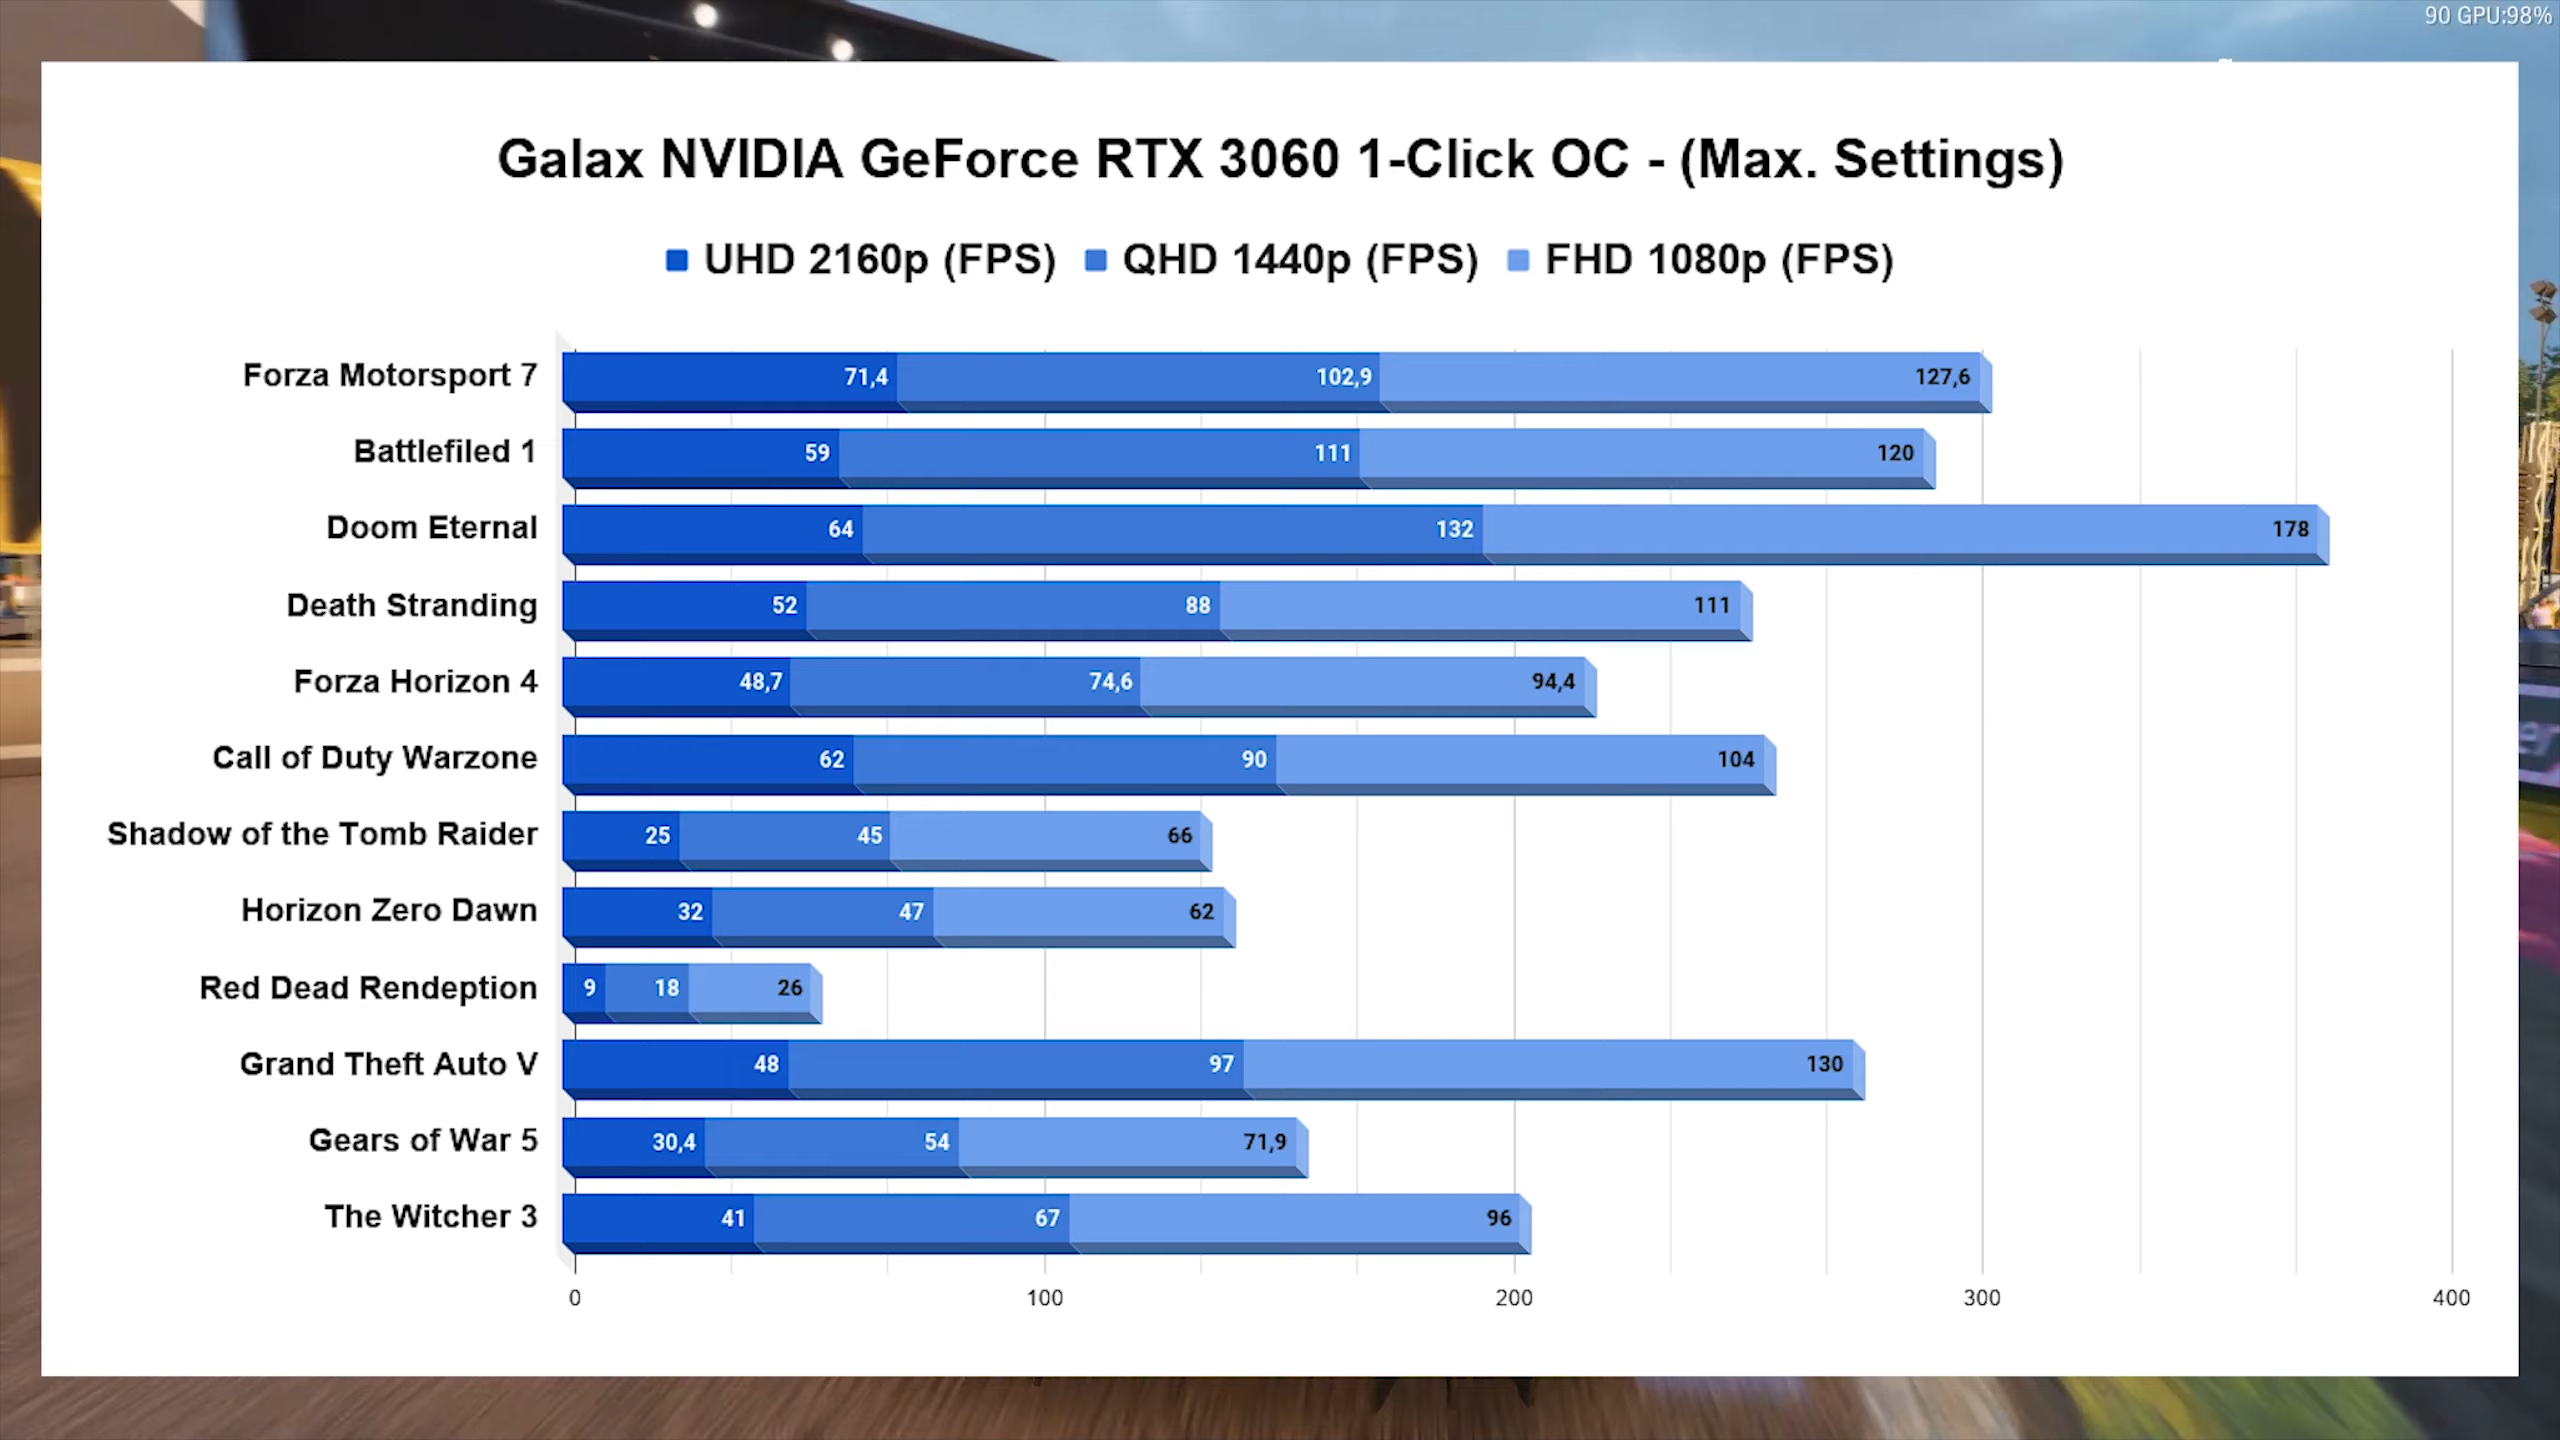 90 GPU:98%
Galax NVIDIA GeForce RTX 3060 1-Click OC - (Max. Settings)
UHD 2160p (FPS) QHD 1440p (FPS) FHD 1080p (FPS)
Forza Motorsport 7 71,4 102,9 127,6
Battlefiled 1 59 111 120
Doom Eternal 64 132 178
Death Stranding 52 88 111
Forza Horizon 4 48,7 74,6 94,4
Call of Duty Warzone 62 90 104
Shadow of the Tomb Raider 25 45 66
Horizon Zero Dawn 32 47 62
Red Dead Rendeption 9 18 26
Grand Theft Auto V 48 97 130
Gears of War 5 30,4 54 71,9
The Witcher 3 41 67 96
0 100 200 300 400